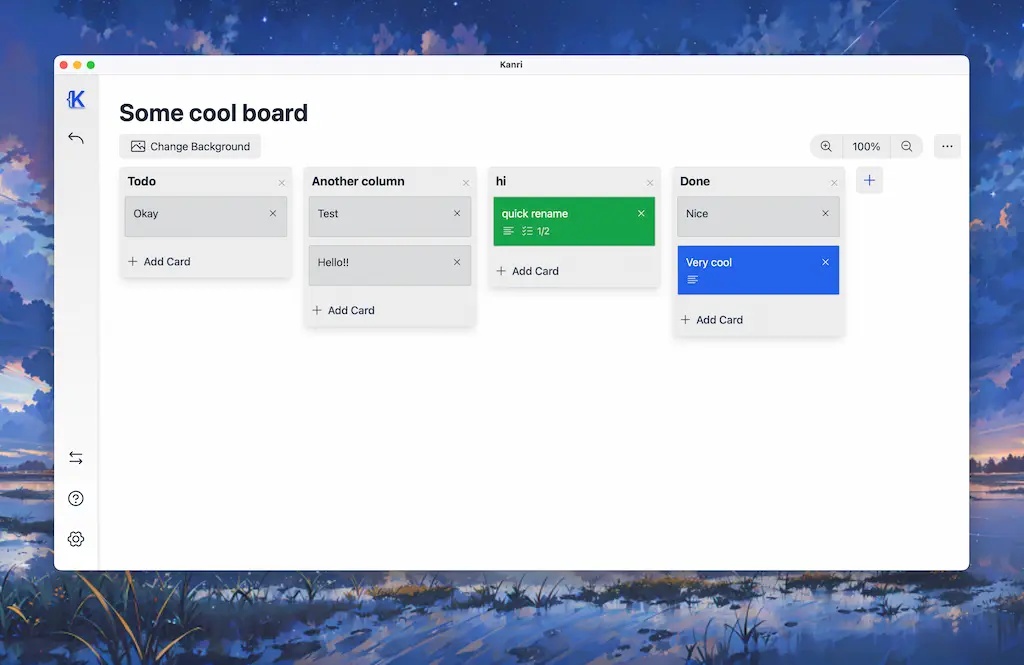 Kanri
K
Some cool board
Change Background
100%
Todo
Okay
Add Card
Another column
Test
Hello!!
Add Card
hi
quick rename
1/2
Add Card
Done
Nice
Very cool
Add Card